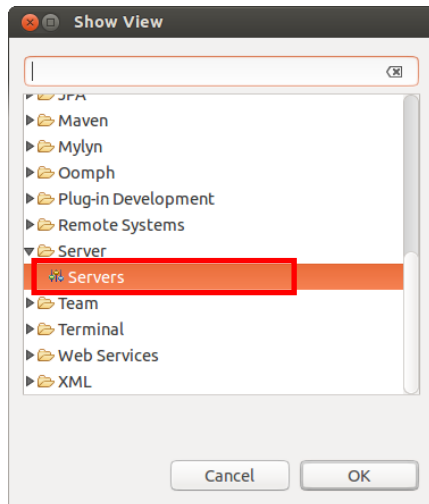 Show View
JPA
Maven
Mylyn
Oomph
Plug-in Development
Remote Systems
Server
Servers
Team
Terminal
Web Services
XML
Cancel
OK